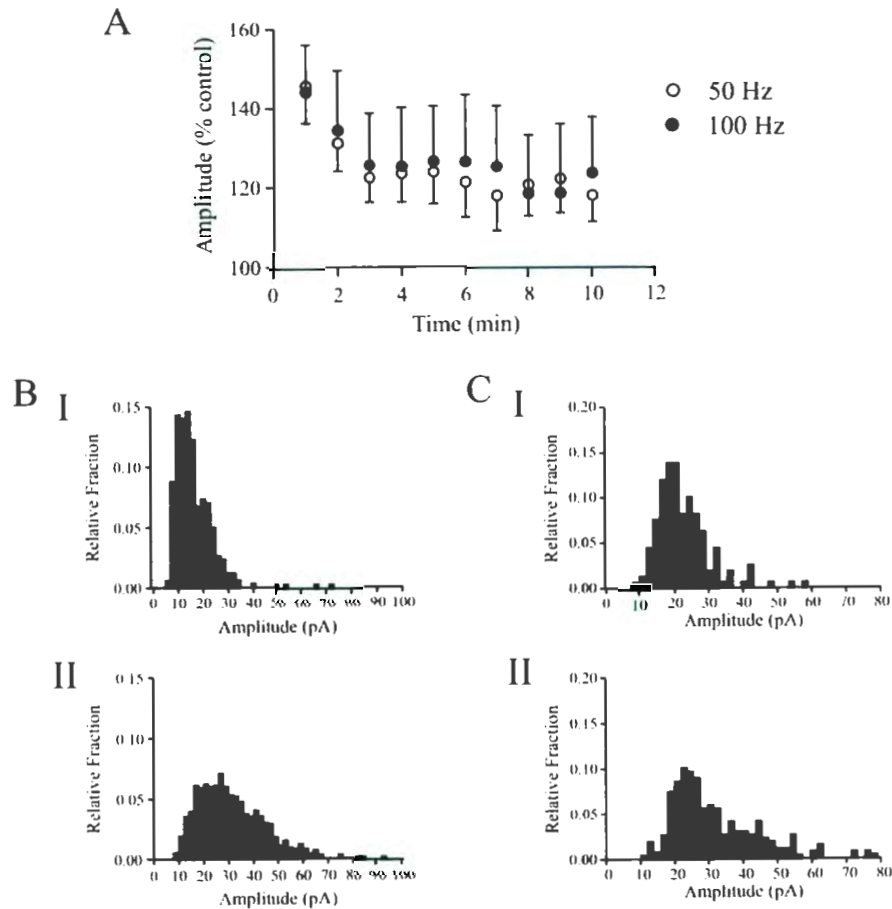 A
Amplitude (% control)
160
140
120
100
0 2 4 6 8 10 12
Time (min)
50 Hz
100 Hz
B
I
Relative Fraction
0.15
0.10
0.05
0.00
0 10 20 30 40 50 60 70 80 90 100
Amplitude (pA)
C
I
Relative Fraction
0.20
0.15
0.10
0.05
0.00
0 10 20 30 40 50 60 70 80
Amplitude (pA)
II
Relative Fraction
0.15
0.10
0.05
0.00
0 10 20 30 40 50 60 70 80 90 100
Amplitude (pA)
II
Relative Fraction
0.20
0.15
0.10
0.05
0.00
0 10 20 30 40 50 60 70 80
Amplitude (pA)